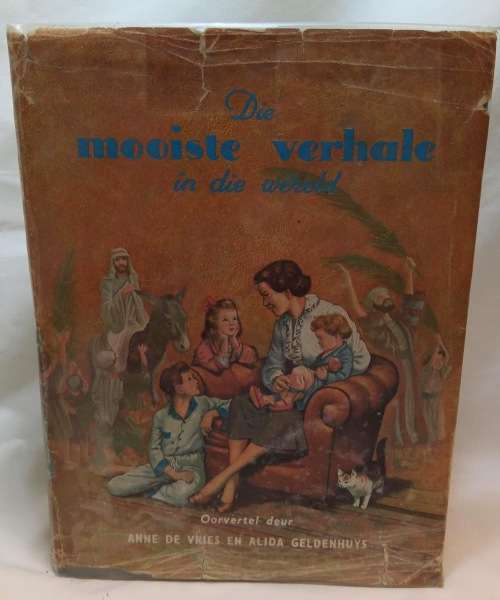 Die
mooiste verhale
in die wêreld
Oorvertel deur
ANNE DE VRIES EN ALIDA GELDENHUYS